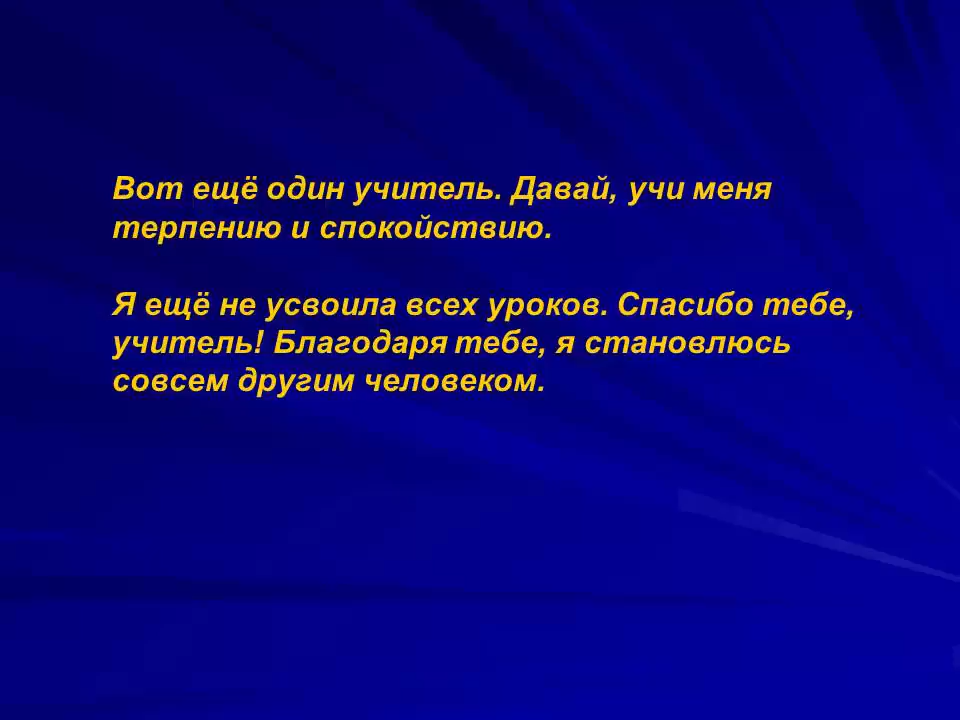 Вот ещё один учитель. Давай, учи меня
терпению и спокойствию.
Я ещё не усвоила всех уроков. Спасибо тебе,
учитель! Благодаря тебе, я становлюсь
совсем другим человеком.